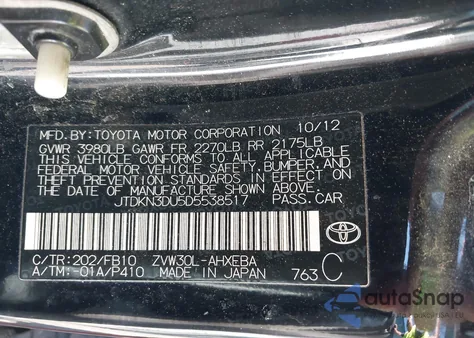 MFD.BY:TOYOTA MOTOR CORPORATION 10/12
GVWR 3980LB GAWR FR 2270LB RR 2175LB
THIS VEHICLE CONFORMS TO ALL APPLICABLE
FEDERAL MOTOR VEHICLE SAFETY, BUMPER, AND
THEFT PREVENTION STANDARDS IN EFFECT ON
THE DATE OF MANUFACTURE SHOWN ABOVE.
JTDKN3DU5D5538517 PASS.CAR
C/TR:202/FB10 ZVW30L-AHXEBA
A/TM:-01A/P410 MADE IN JAPAN 763 C
autoSnap